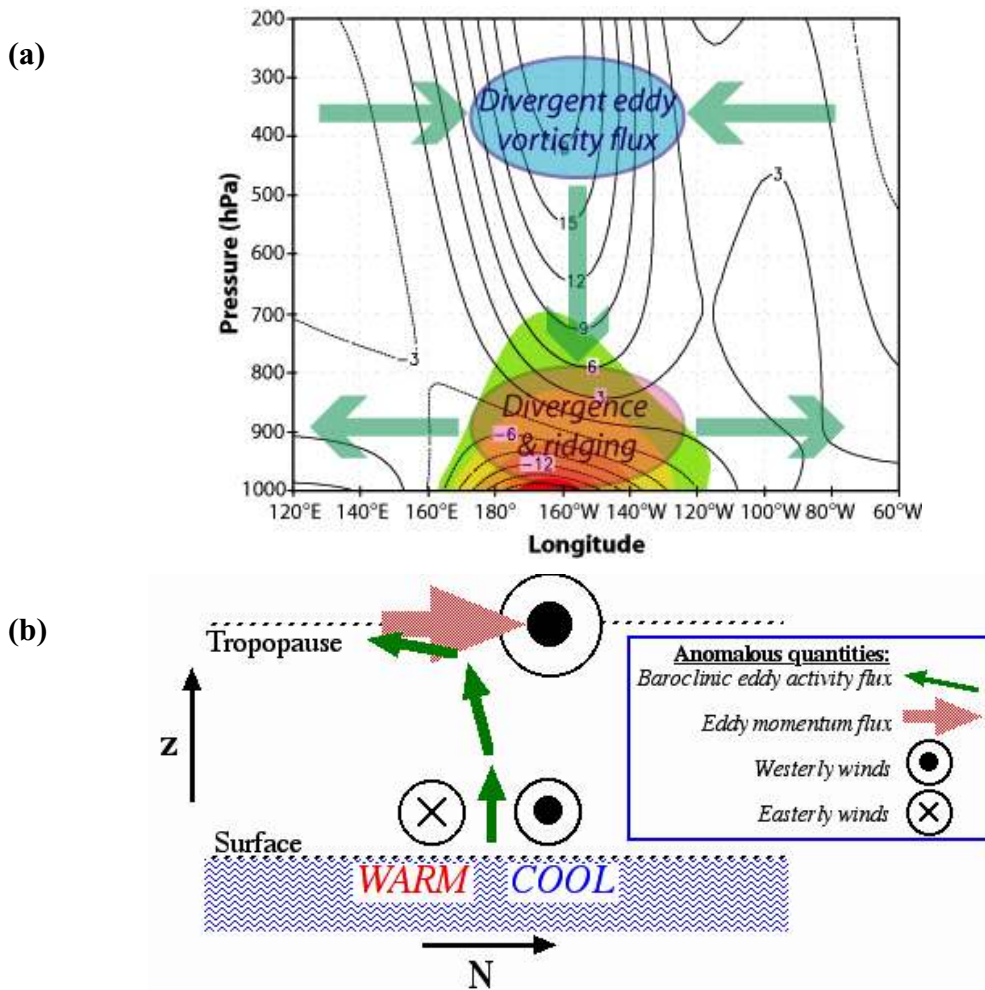 (a)
200
300
400
500
600
700
800
900
1000
Pressure (hPa)
Divergent eddy
vorticity flux
15
12
9
6
3
3
-3
Divergence
& ridging
-6
-12
120°E 140°E 160°E 180° 160°W 140°W 120°W 100°W 80°W 60°W
Longitude
(b)
Tropopause
z
Surface
WARM COOL
N
Anomalous quantities:
Baroclinic eddy activity flux
Eddy momentum flux
Westerly winds
Easterly winds